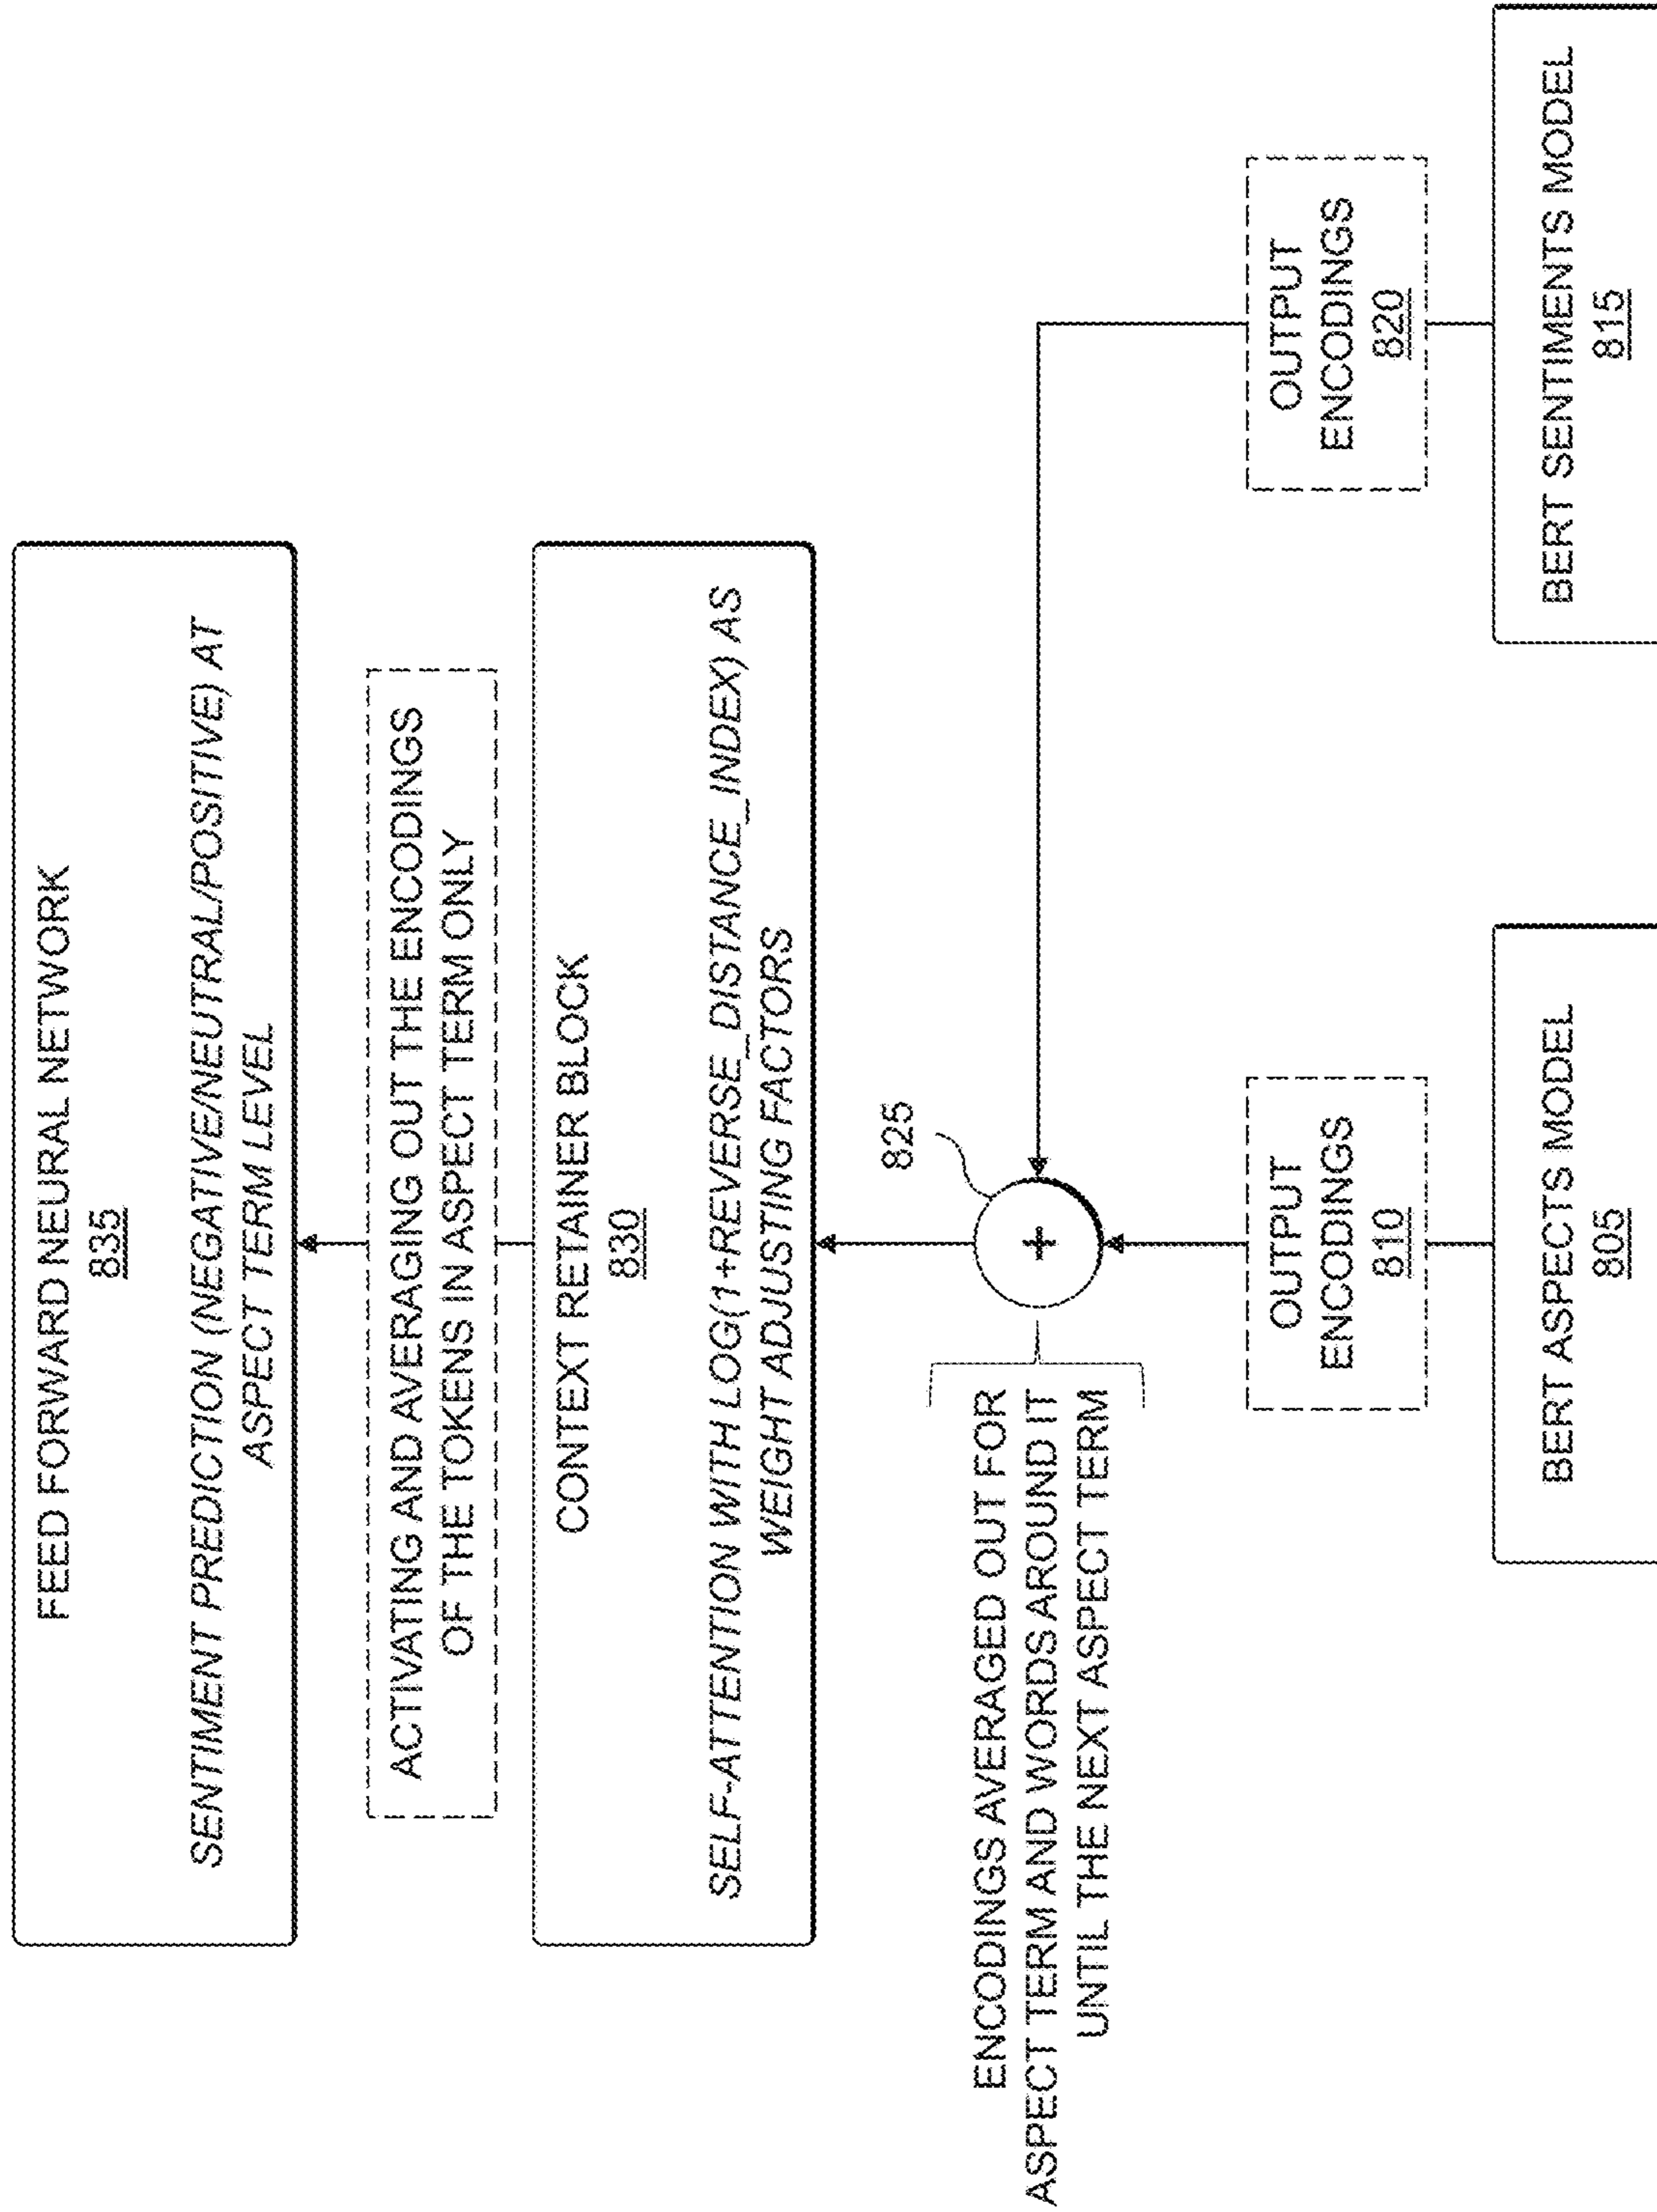 FEED FORWARD NEURAL NETWORK
835
SENTIMENT PREDICTION (NEGATIVE/NEUTRAL/POSITIVE) AT
ASPECT TERM LEVEL
ACTIVATING AND AVERAGING OUT THE ENCODINGS
OF THE TOKENS IN ASPECT TERM ONLY
CONTEXT RETAINER BLOCK
830
SELF-ATTENTION WITH LOG(1+REVERSE_DISTANCE_INDEX) AS
WEIGHT ADJUSTING FACTORS
825
ENCODINGS AVERAGED OUT FOR
ASPECT TERM AND WORDS AROUND IT
UNTIL THE NEXT ASPECT TERM
+
OUTPUT
ENCODINGS
810
OUTPUT
ENCODINGS
820
BERT ASPECTS MODEL
805
BERT SENTIMENTS MODEL
815